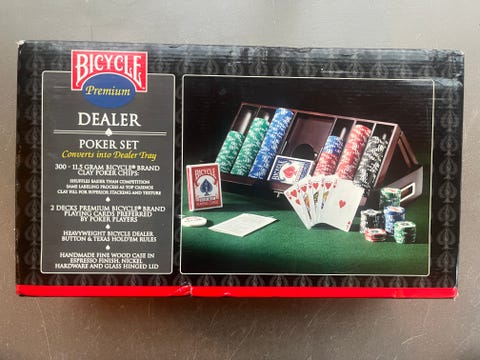 BICYCLE
Premium
DEALER
POKER SET
Converts into Dealer Tray
300 - 11.5 GRAM BICYCLE® BRAND
CLAY POKER CHIPS:
SHUFFLES EASIER THAN COMPETITION
SAME LABELING PROCESS AS TOP CASINOS
CLAY FILL FOR SUPERIOR STACKING AND TEXTURE
2 DECKS PREMIUM BICYCLE® BRAND
PLAYING CARDS PREFERRED
BY POKER PLAYERS
HEAVYWEIGHT BICYCLE DEALER
BUTTON & TEXAS HOLD'EM RULES
HANDMADE FINE WOOD CASE IN
ESPRESSO FINISH, NICKEL
HARDWARE AND GLASS HINGED LID
BICYCLE